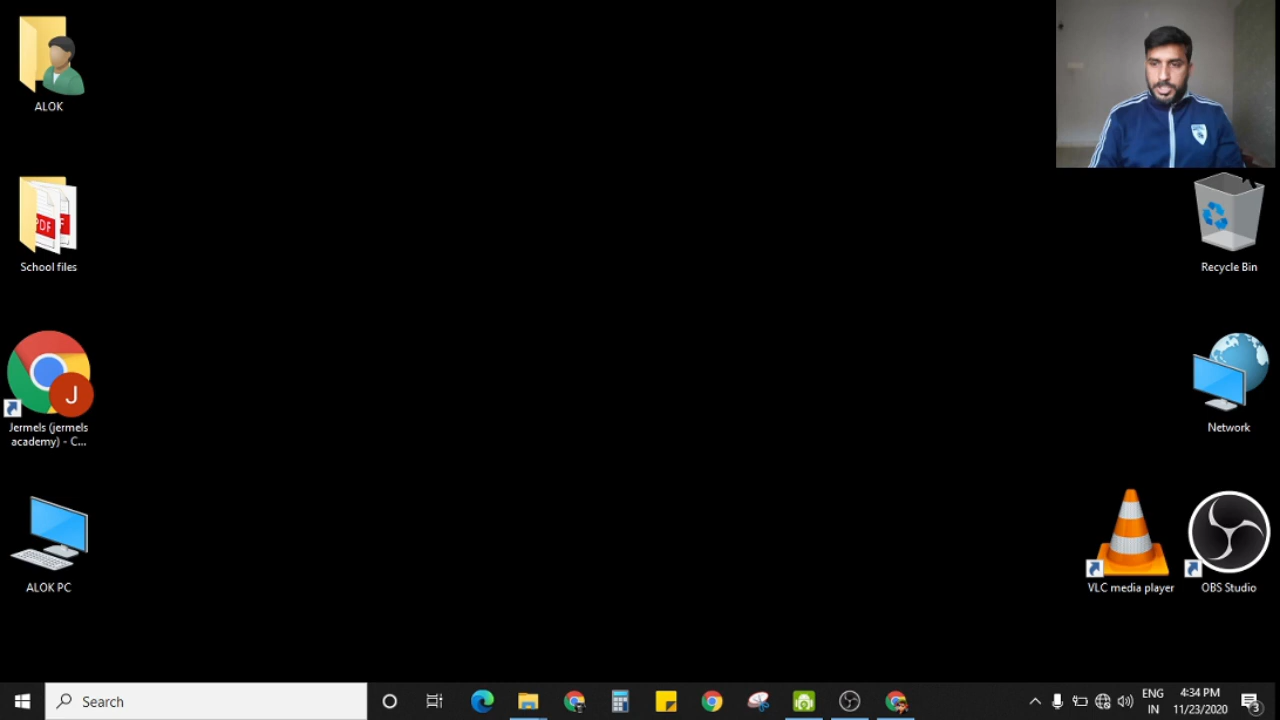 ALOK
PDF
F
School files
J
Jermels (jermels
academy) - C...
ALOK PC
Recycle Bin
Network
VLC media player
OBS Studio
Search
ENG
IN
4:34 PM
11/23/2020
3